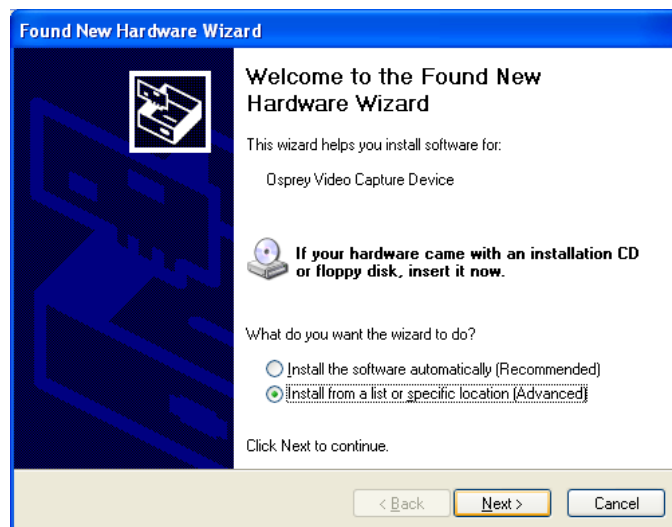 Found New Hardware Wizard
Welcome to the Found New
Hardware Wizard
This wizard helps you install software for:
Osprey Video Capture Device
If your hardware came with an installation CD
or floppy disk, insert it now.
What do you want the wizard to do?
Install the software automatically (Recommended)
Install from a list or specific location (Advanced)
Click Next to continue.
< Back
Next >
Cancel